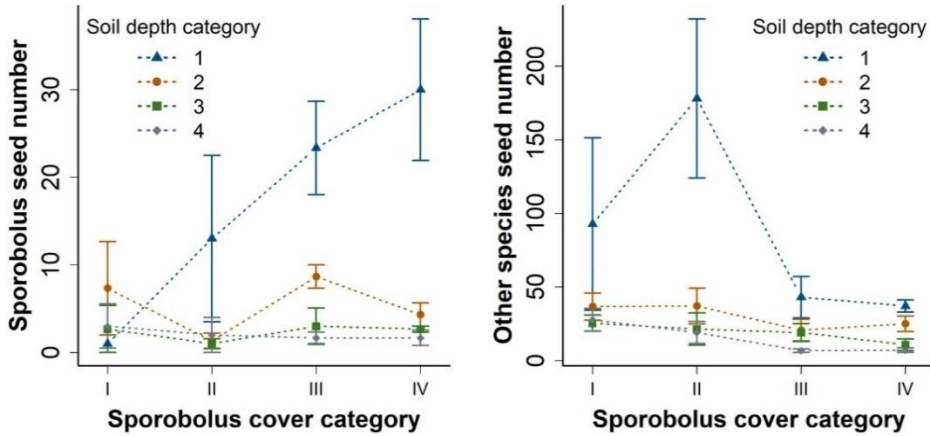 Soil depth category
1
2
3
4
30
20
10
0
Sporobolus seed number
I II III IV
Sporobolus cover category
Soil depth category
1
2
3
4
200
150
100
50
0
Other species seed number
I II III IV
Sporobolus cover category